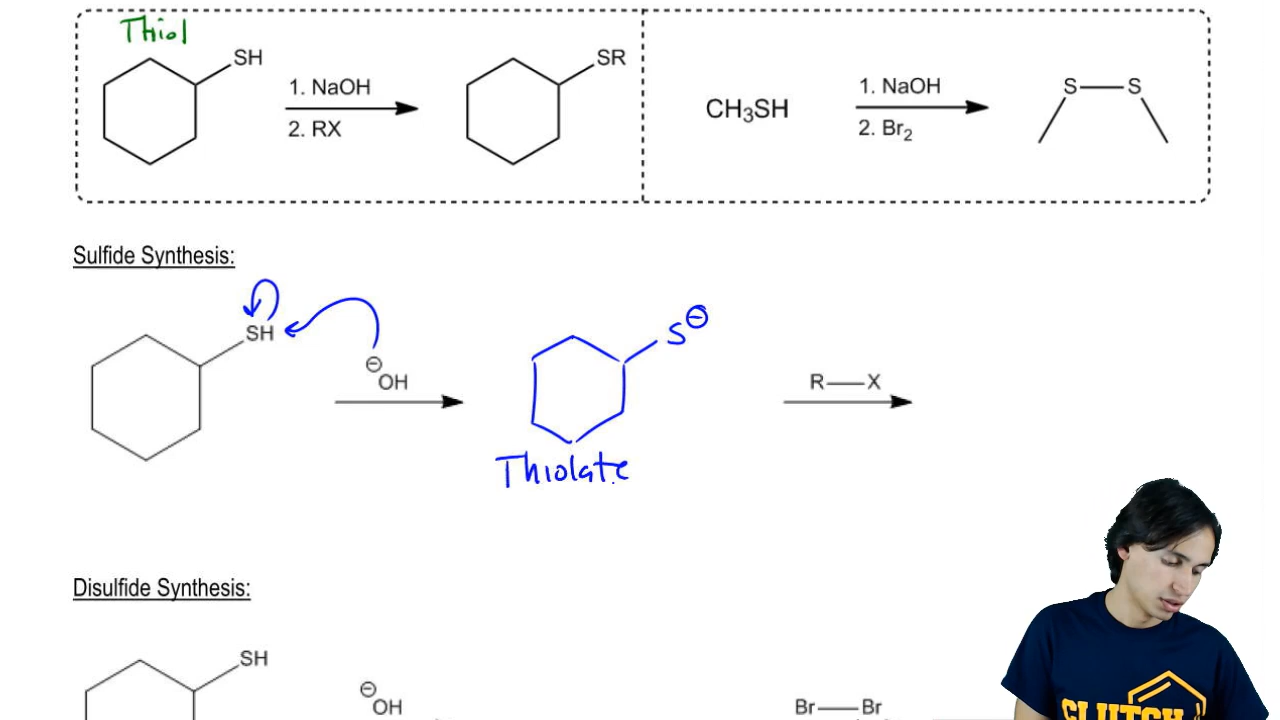 Thiol
SH
1. NaOH
2. RX
SR
CH3SH
1. NaOH
2. Br2
S S
Sulfide Synthesis:
SH
⊖
OH
S⊖
R X
Thiolate
Disulfide Synthesis:
SH
⊖
OH
Br Br
CLUTCH